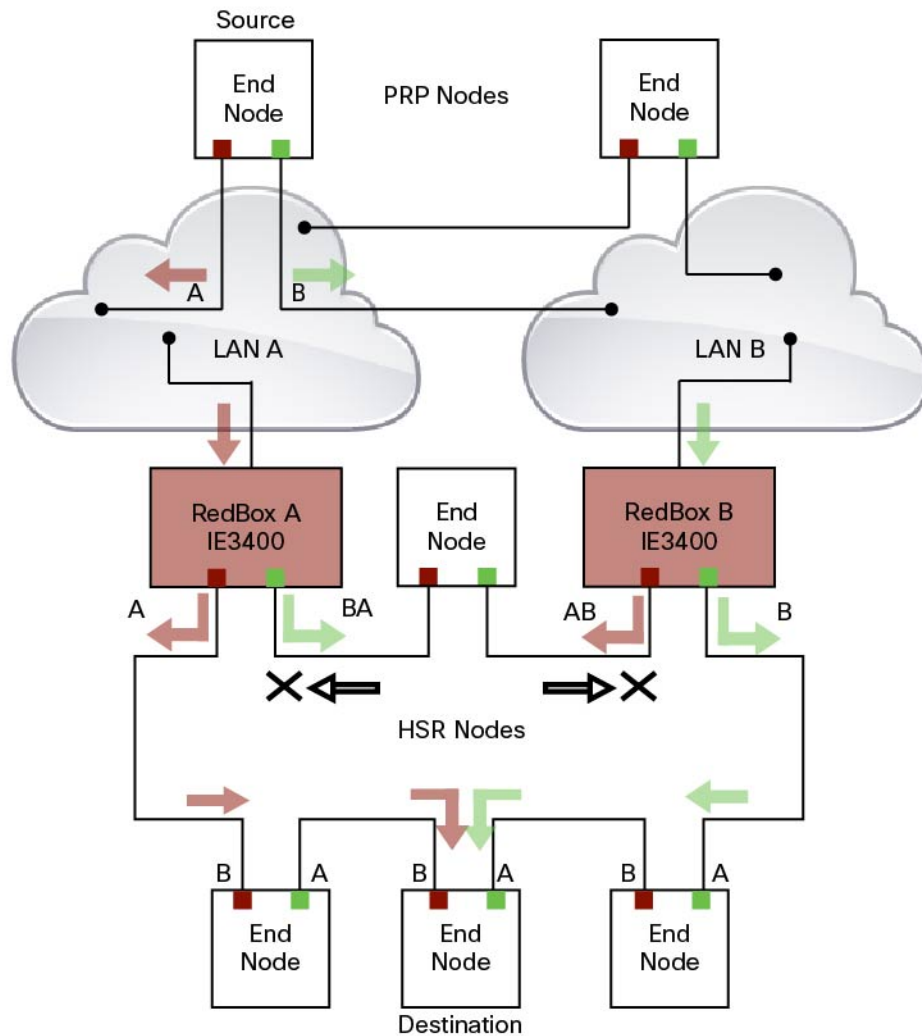 Source
End
Node
PRP Nodes
End
Node
A
B
LAN A
LAN B
RedBox A
IE3400
End
Node
RedBox B
IE3400
A
BA
AB
B
HSR Nodes
B
A
B
A
B
A
End
Node
End
Node
End
Node
Destination